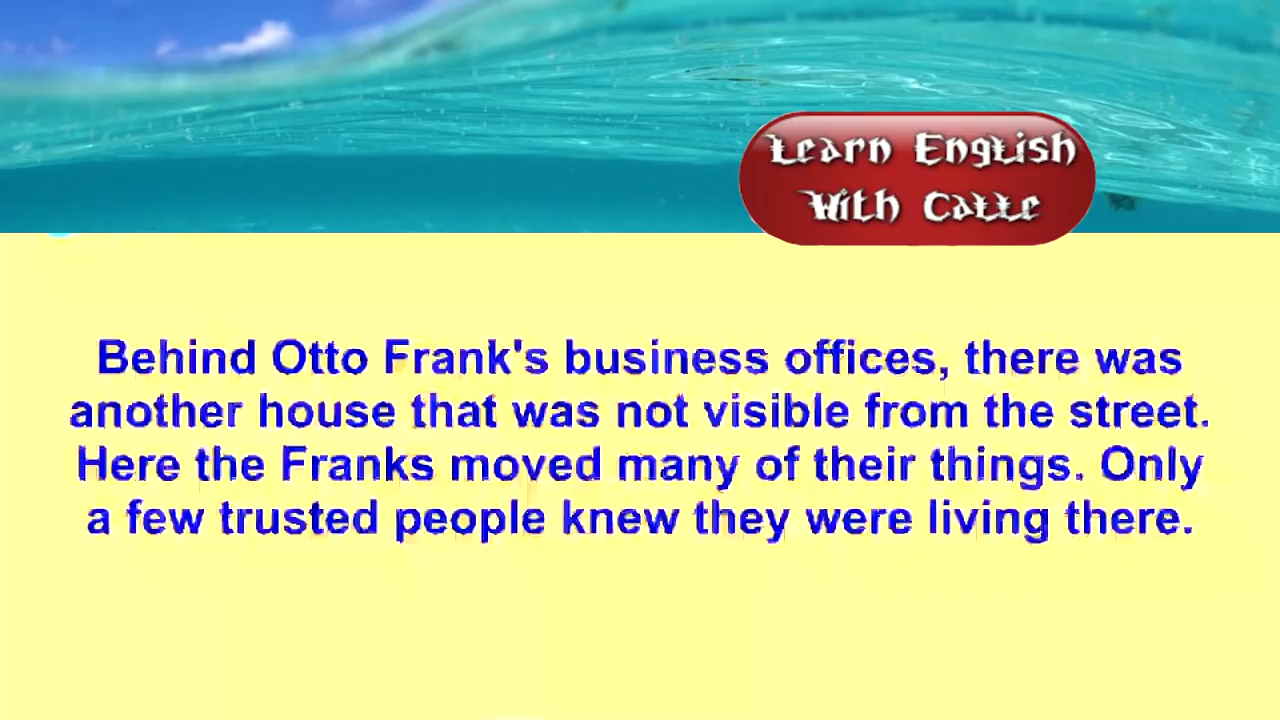 Learn English
With Calle
Behind Otto Frank's business offices, there was
another house that was not visible from the street.
Here the Franks moved many of their things. Only
a few trusted people knew they were living there.